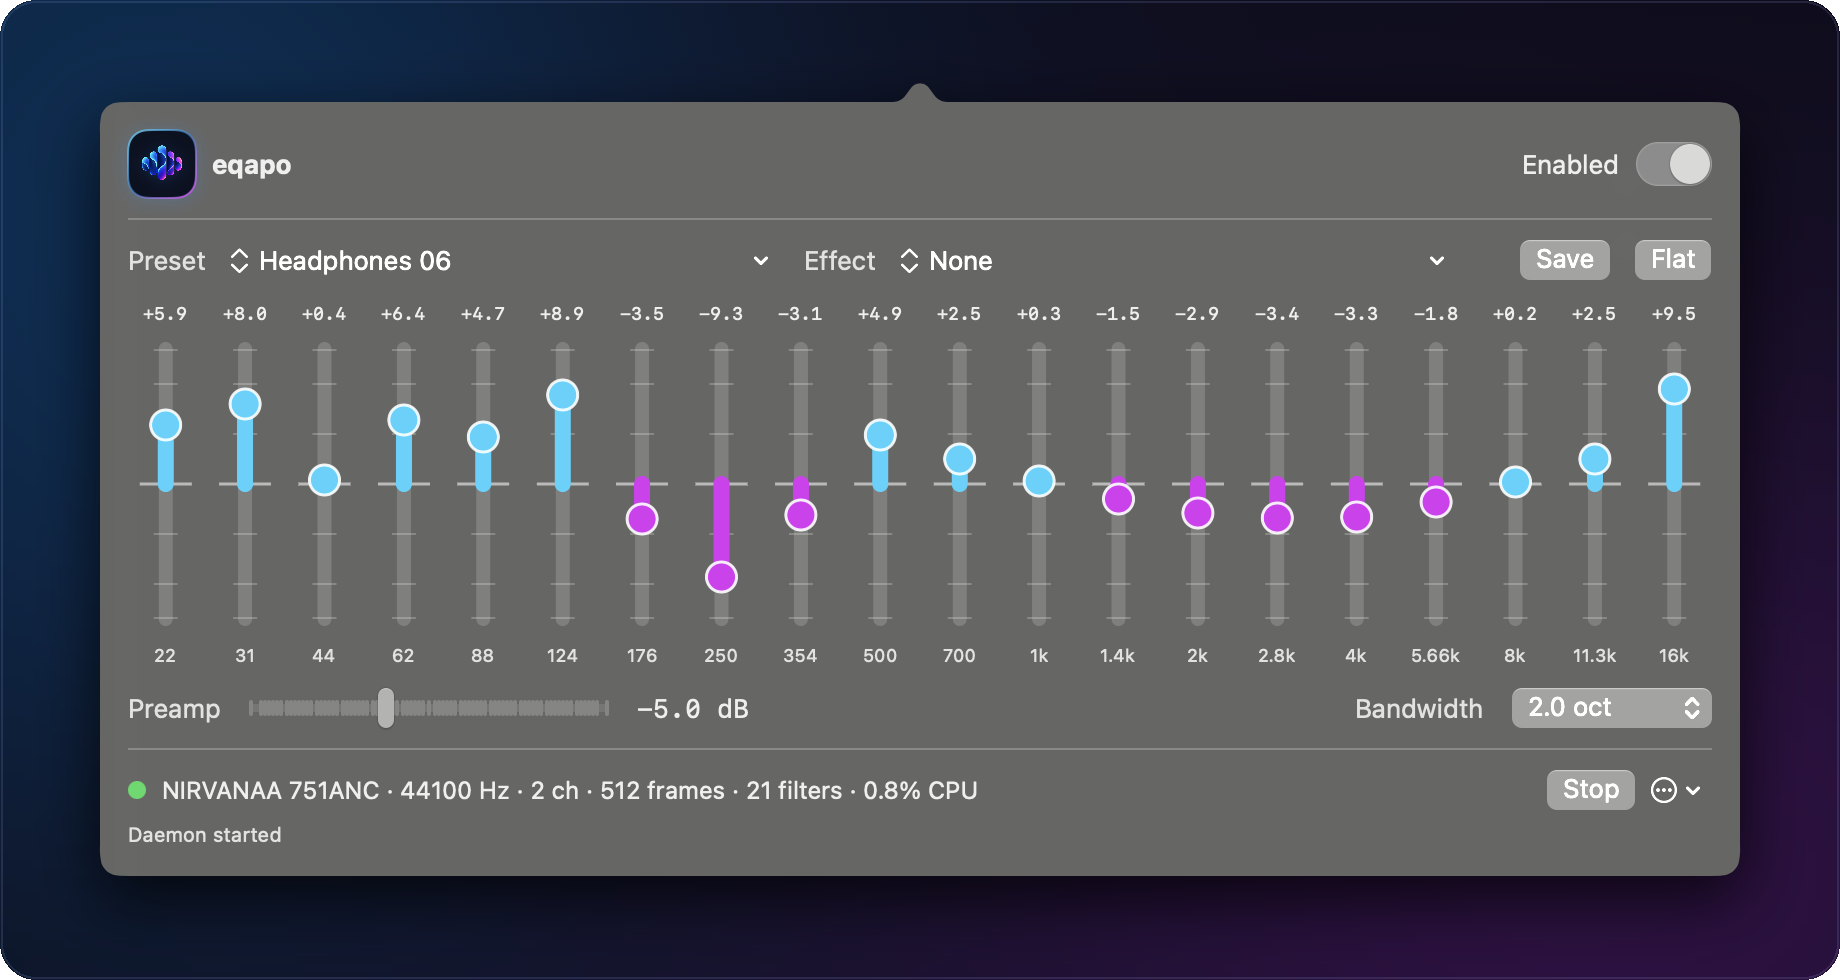 eqapo Enabled
Preset Headphones 06 Effect None Save Flat
+5.9 +8.0 +0.4 +6.4 +4.7 +8.9 −3.5 −9.3 −3.1 +4.9 +2.5 +0.3 −1.5 −2.9 −3.4 −3.3 −1.8 +0.2 +2.5 +9.5
22 31 44 62 88 124 176 250 354 500 700 1k 1.4k 2k 2.8k 4k 5.66k 8k 11.3k 16k
Preamp −5.0 dB Bandwidth 2.0 oct
NIRVANAA 751ANC · 44100 Hz · 2 ch · 512 frames · 21 filters · 0.8% CPU Stop
Daemon started